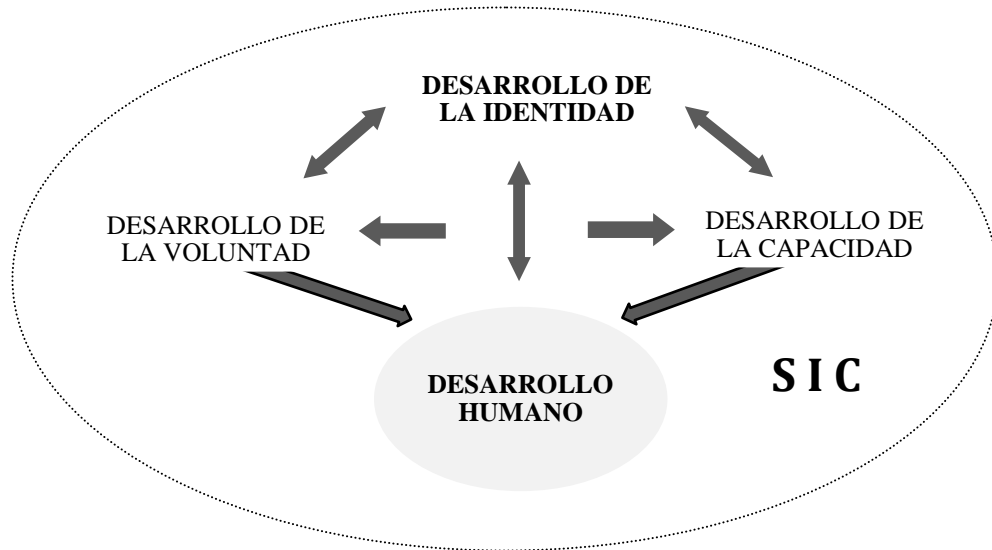 DESARROLLO DE
LA IDENTIDAD
DESARROLLO DE
LA VOLUNTAD
DESARROLLO DE
LA CAPACIDAD
DESARROLLO
HUMANO
S I C